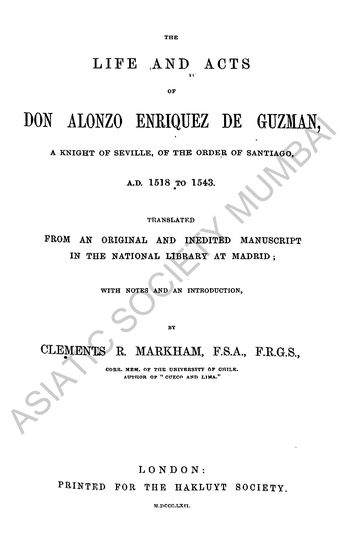 THE
LIFE AND ACTS
OF
DON ALONZO ENRIQUEZ DE GUZMAN,
A KNIGHT OF SEVILLE, OF THE ORDER OF SANTIAGO,
A.D. 1518 TO 1543.
TRANSLATED
FROM AN ORIGINAL AND INEDITED MANUSCRIPT
IN THE NATIONAL LIBRARY AT MADRID;
WITH NOTES AND AN INTRODUCTION,
BY
CLEMENTS R. MARKHAM, F.S.A., F.R.G.S.,
CORR. MEM. OF THE UNIVERSITY OF CHILE.
AUTHOR OF "CUZCO AND LIMA."
LONDON:
PRINTED FOR THE HAKLUYT SOCIETY.
M.DCCC.LXII.
ASIATIC SOCIETY MUMBAI